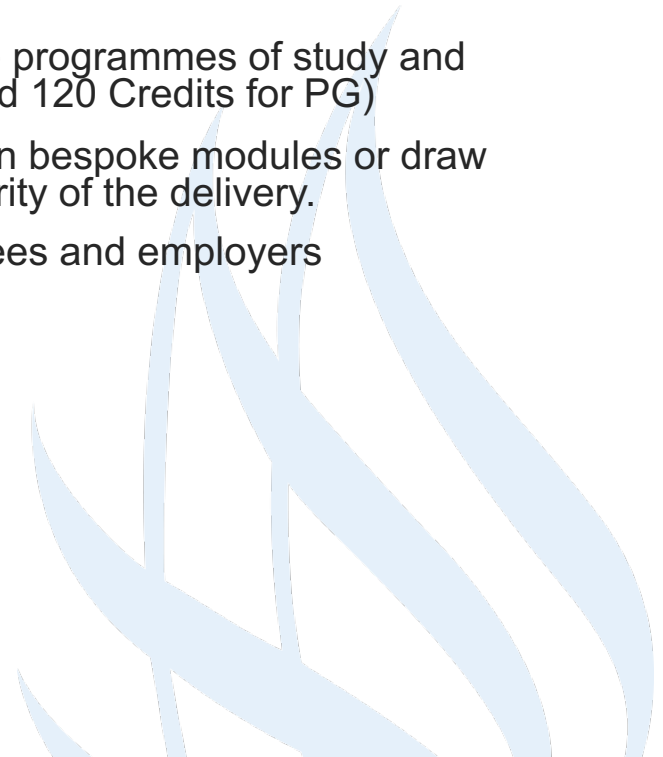 programmes of study and
d 120 Credits for PG)
n bespoke modules or draw
rity of the delivery.
ees and employers